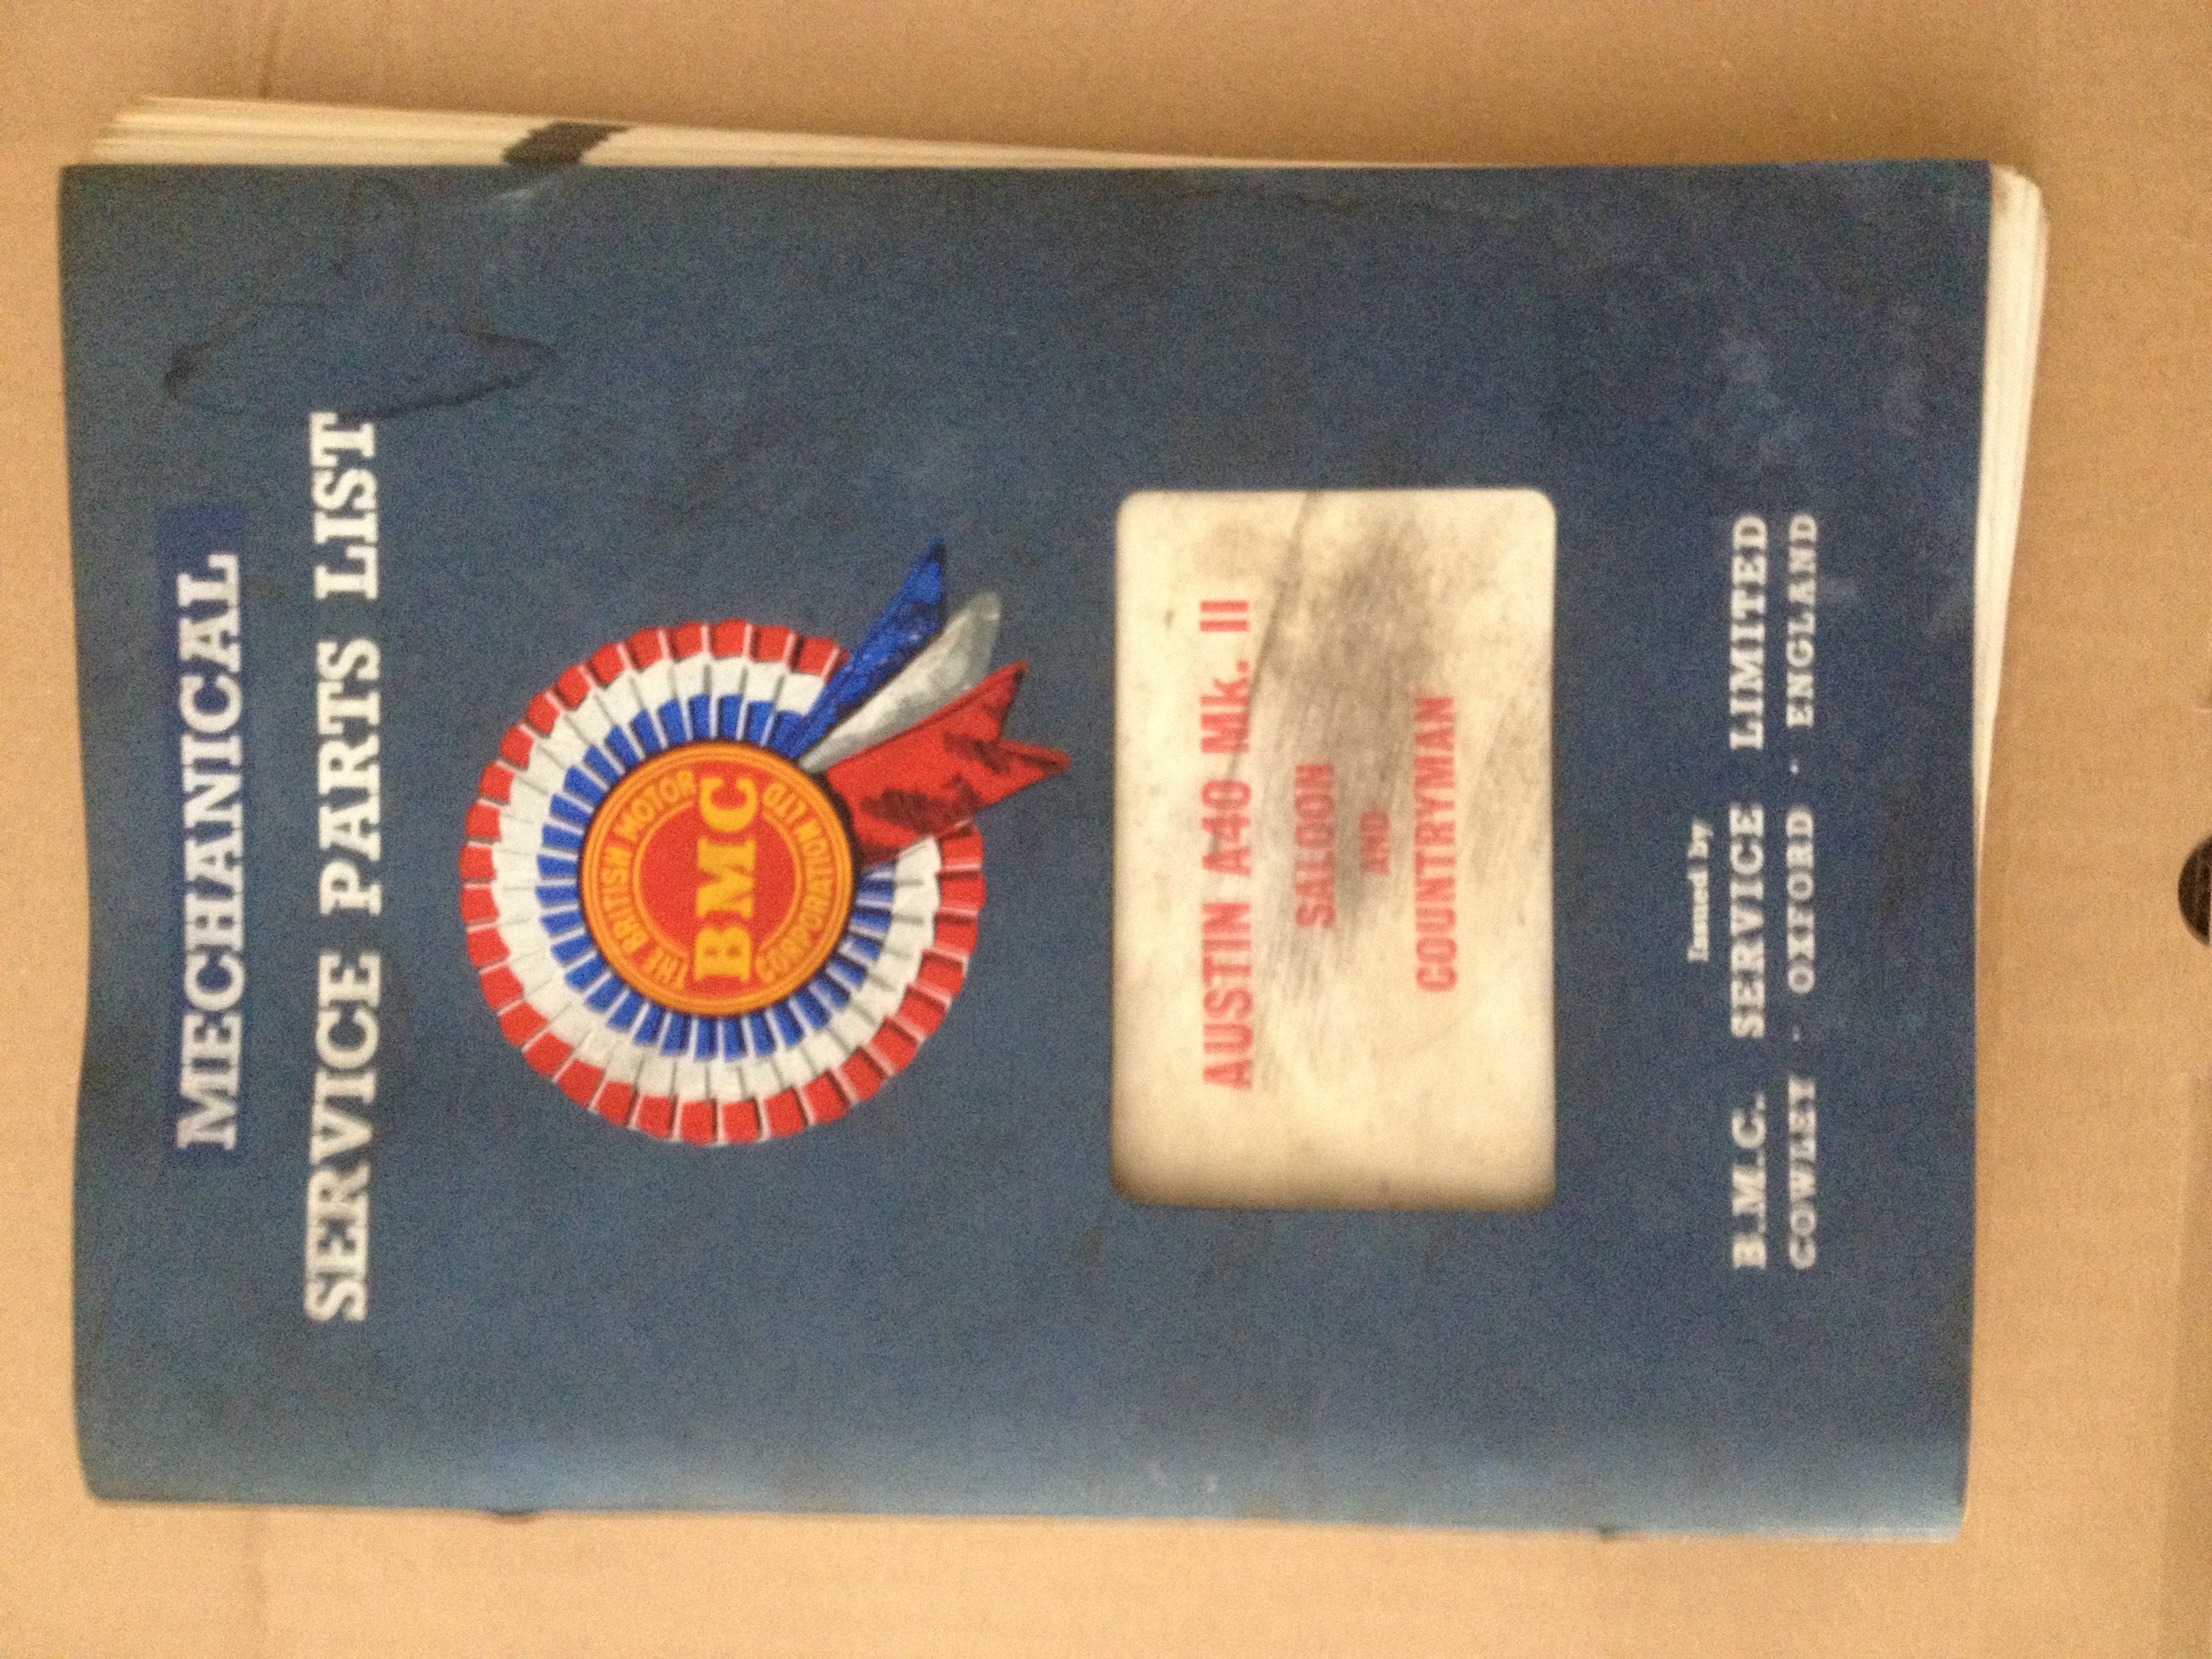 MECHANICAL
SERVICE PARTS LIST
THE BRITISH MOTOR
BMC
CORPORATION LTD
AUSTIN A40 Mk. II
SALOON
AND
COUNTRYMAN
Issued by
B.M.C. SERVICE LIMITED
COWLEY · OXFORD · ENGLAND